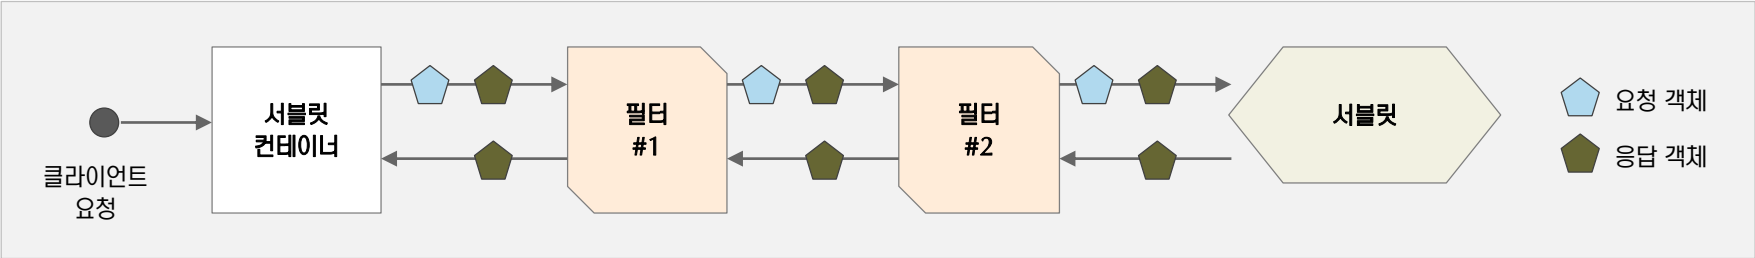 클라이언트
요청
서블릿
컨테이너
필터
#1
필터
#2
서블릿
요청 객체
응답 객체